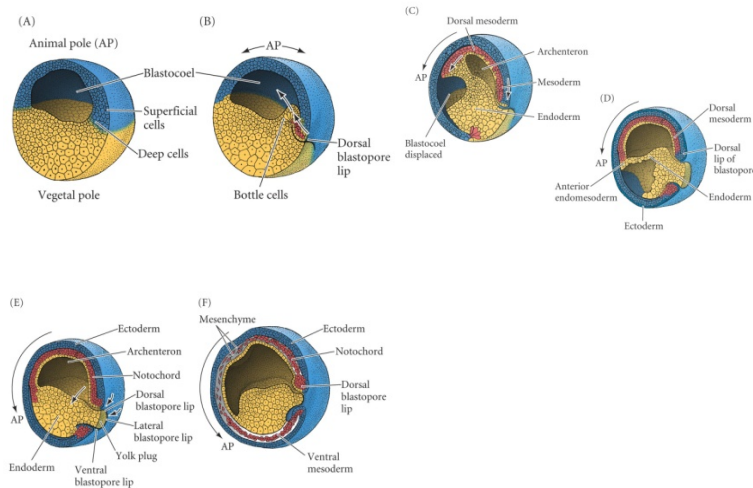 (A)
Animal pole (AP)
Blastocoel
Superficial
cells
Deep cells
Vegetal pole
(B)
AP
Dorsal
blastopore
lip
Bottle cells
(C)
Dorsal mesoderm
Archenteron
AP
Mesoderm
Endoderm
Blastocoel
displaced
(D)
Dorsal
mesoderm
AP
Dorsal
lip of
blastopore
Anterior
endomesoderm
Endoderm
Ectoderm
(E)
Ectoderm
Archenteron
Notochord
Dorsal
blastopore lip
AP
Lateral
blastopore lip
Endoderm
Yolk plug
Ventral
blastopore lip
(F)
Mesenchyme
Ectoderm
Notochord
Dorsal
blastopore
lip
AP
Ventral
mesoderm